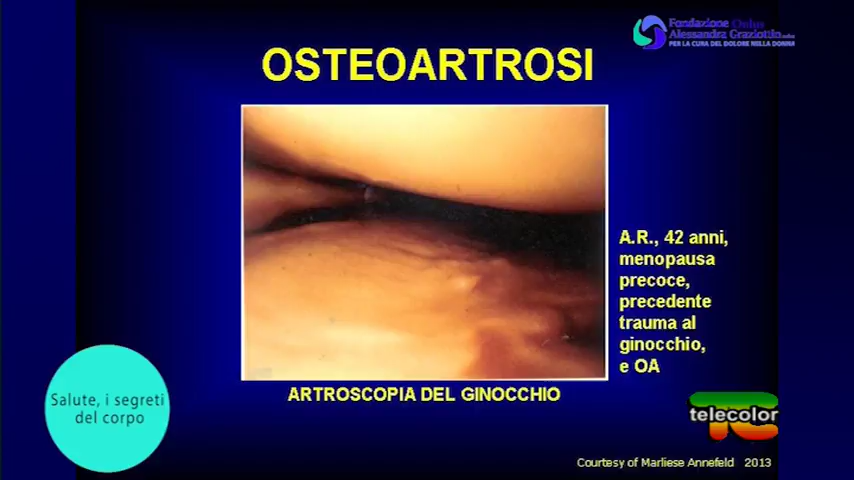 Fondazione Onlus
Alessandra Graziottin
PER LA CURA DEL DOLORE NELLA DONNA
OSTEOARTROSI
A.R., 42 anni,
menopausa
precoce,
precedente
trauma al
ginocchio,
e OA
ARTROSCOPIA DEL GINOCCHIO
Salute, i segreti
del corpo
telecolor
Courtesy of Marliese Annefeld 2013